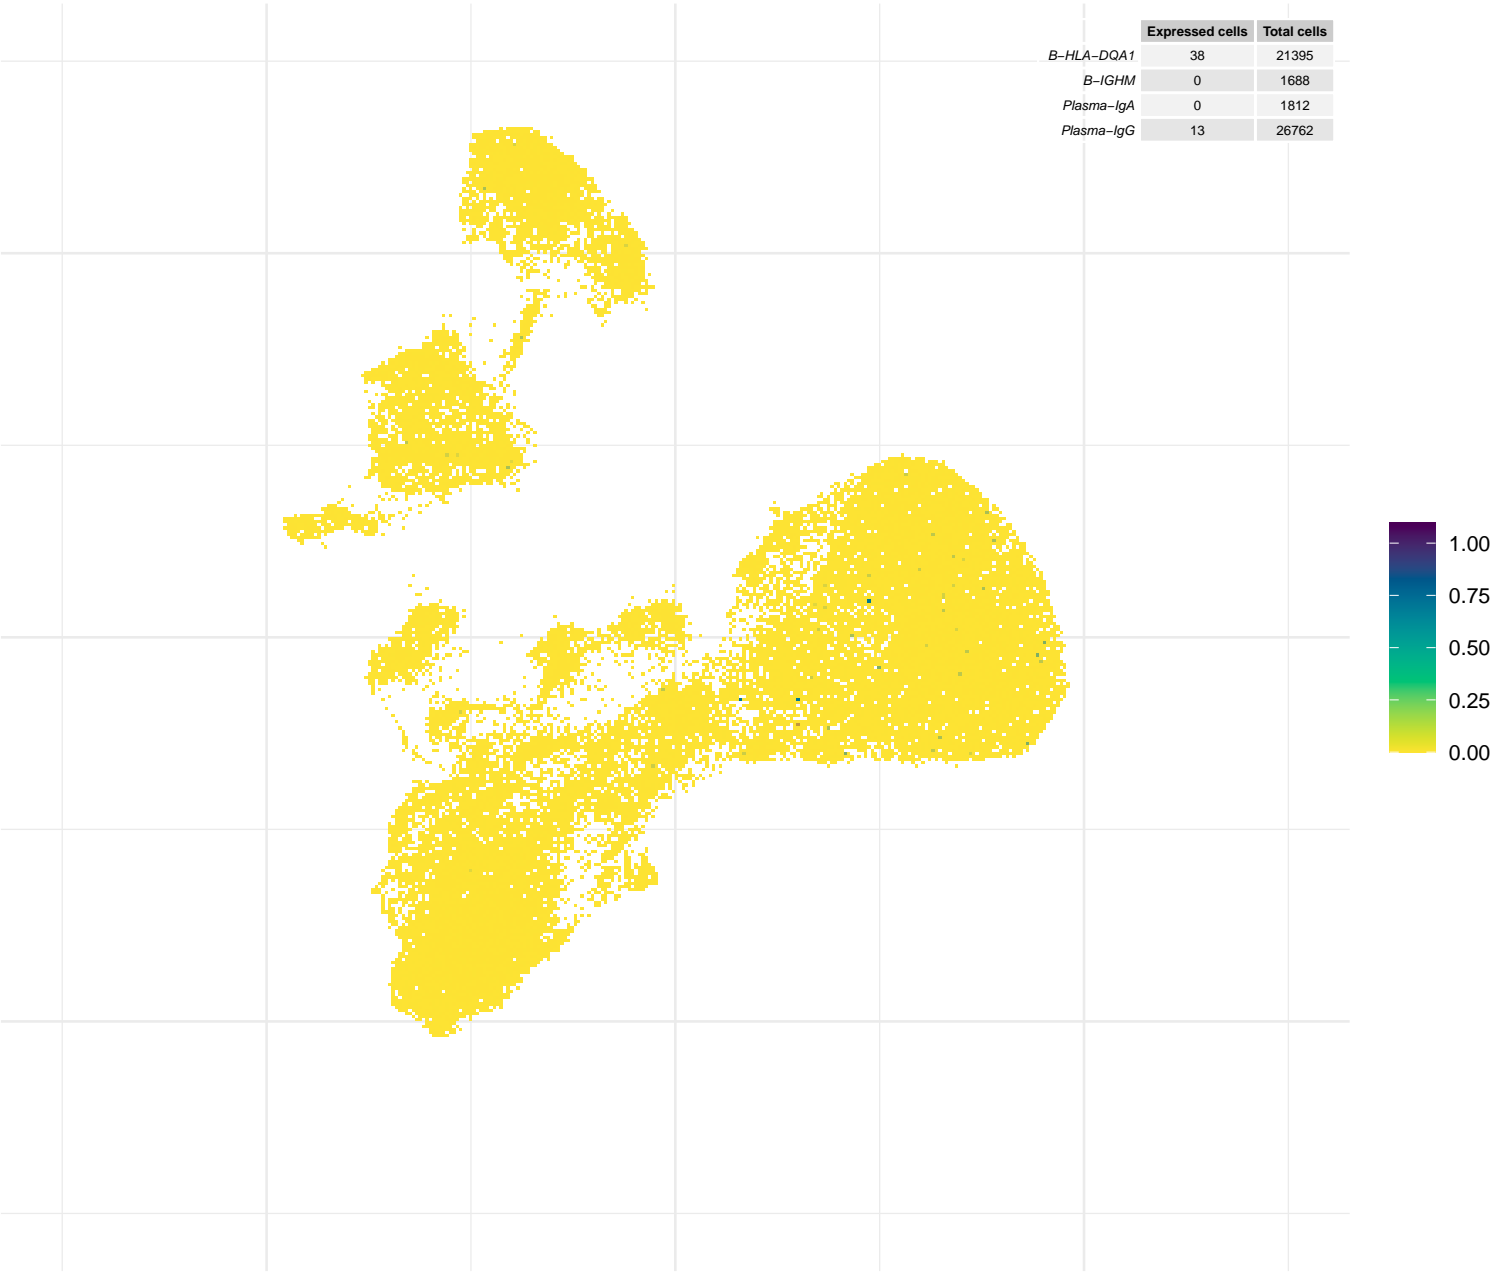 Expressed cells Total cells
B−HLA−DQA1 38 21395
B−IGHM 0 1688
Plasma−IgA 0 1812
Plasma−IgG 13 26762
1.00
0.75
0.50
0.25
0.00